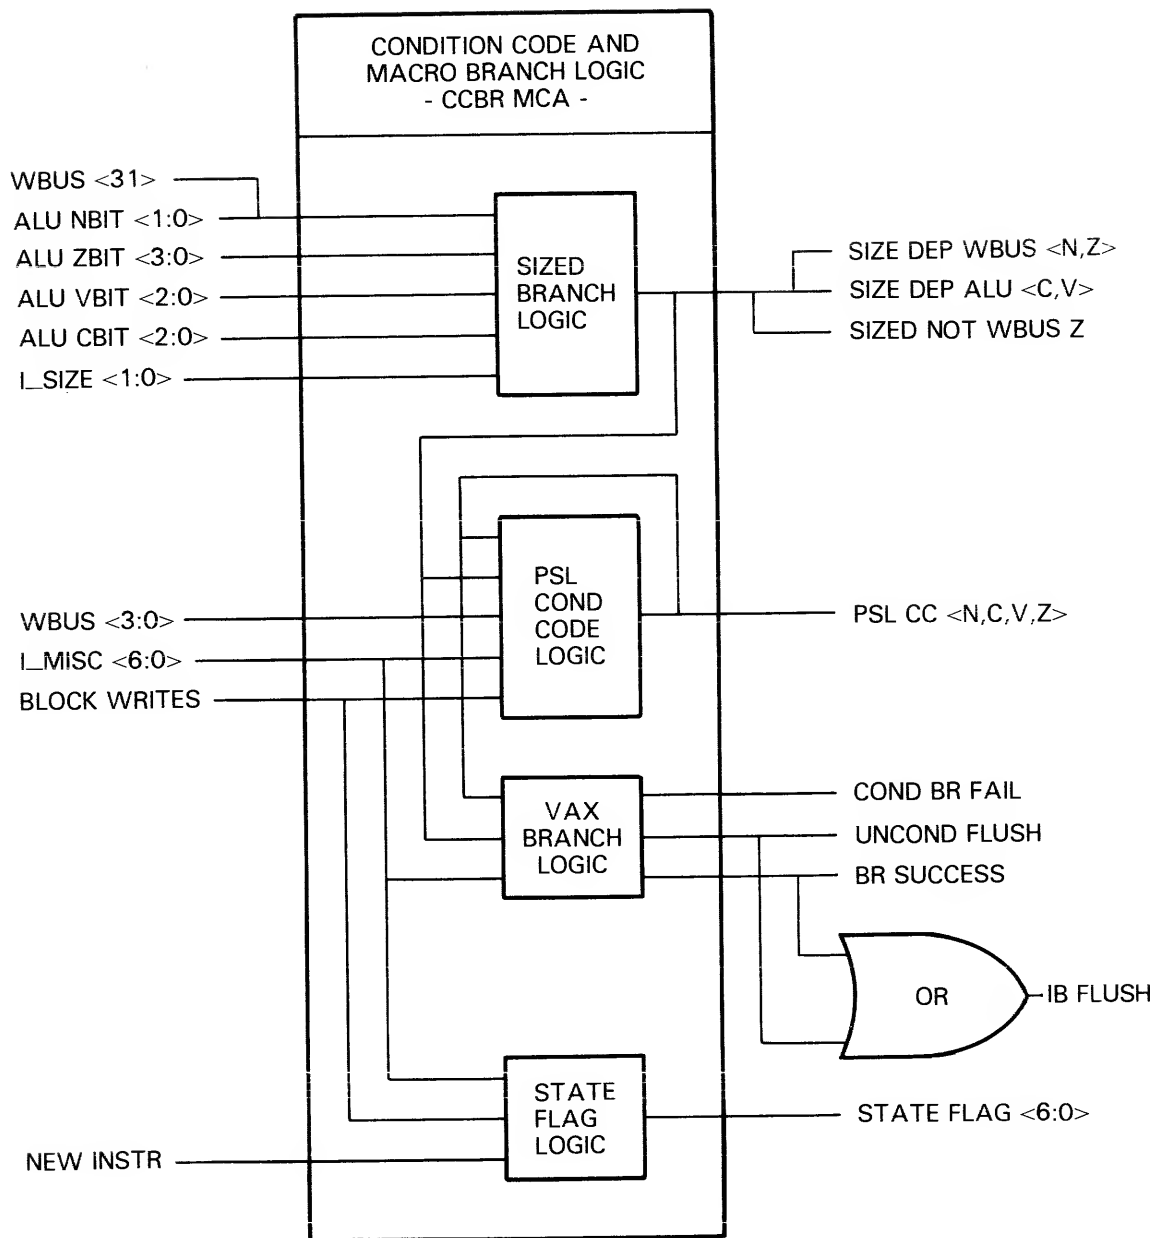 CONDITION CODE AND
MACRO BRANCH LOGIC
- CCBR MCA -
WBUS <31>
ALU NBIT <1:0>
ALU ZBIT <3:0>
ALU VBIT <2:0>
ALU CBIT <2:0>
I_SIZE <1:0>
SIZED
BRANCH
LOGIC
SIZE DEP WBUS <N,Z>
SIZE DEP ALU <C,V>
SIZED NOT WBUS Z
WBUS <3:0>
I_MISC <6:0>
BLOCK WRITES
PSL
COND
CODE
LOGIC
PSL CC <N,C,V,Z>
VAX
BRANCH
LOGIC
COND BR FAIL
UNCOND FLUSH
BR SUCCESS
OR
IB FLUSH
NEW INSTR
STATE
FLAG
LOGIC
STATE FLAG <6:0>